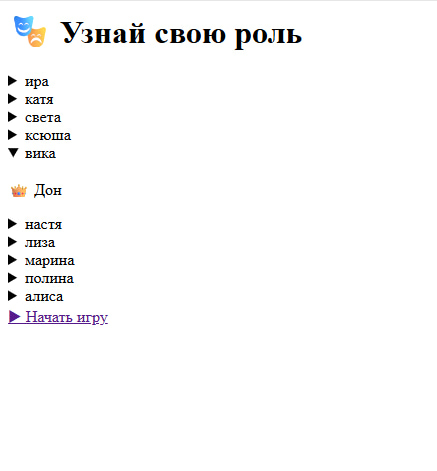 Узнай свою роль
ира
катя
света
ксюша
вика
Дон
настя
лиза
марина
полина
алиса
Начать игру